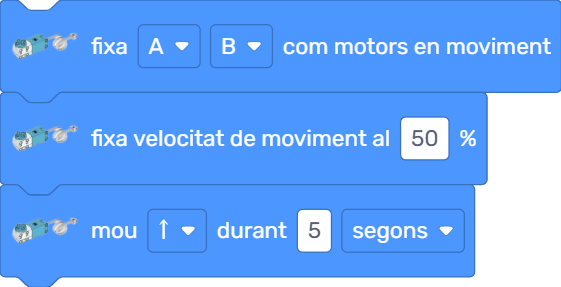 fixa A B com motors en moviment
fixa velocitat de moviment al 50 %
mou ↑ durant 5 segons